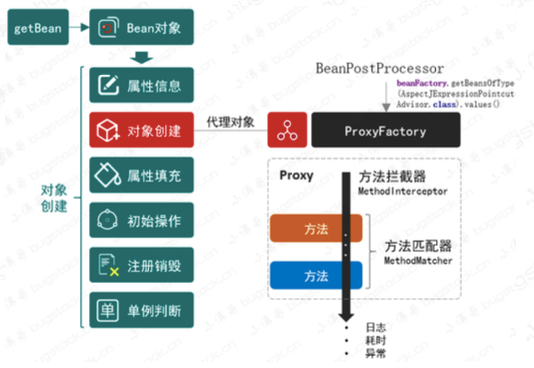 getBean
Bean对象
属性信息
对象创建
属性填充
初始操作
注册销毁
单例判断
对象
创建
代理对象
BeanPostProcessor
beanFactory.getBeansOfType
(AspectJExpressionPointcut
Advisor.class).values()
ProxyFactory
Proxy
方法拦截器
MethodInterceptor
方法
方法
方法匹配器
MethodMatcher
单
日志
耗时
异常